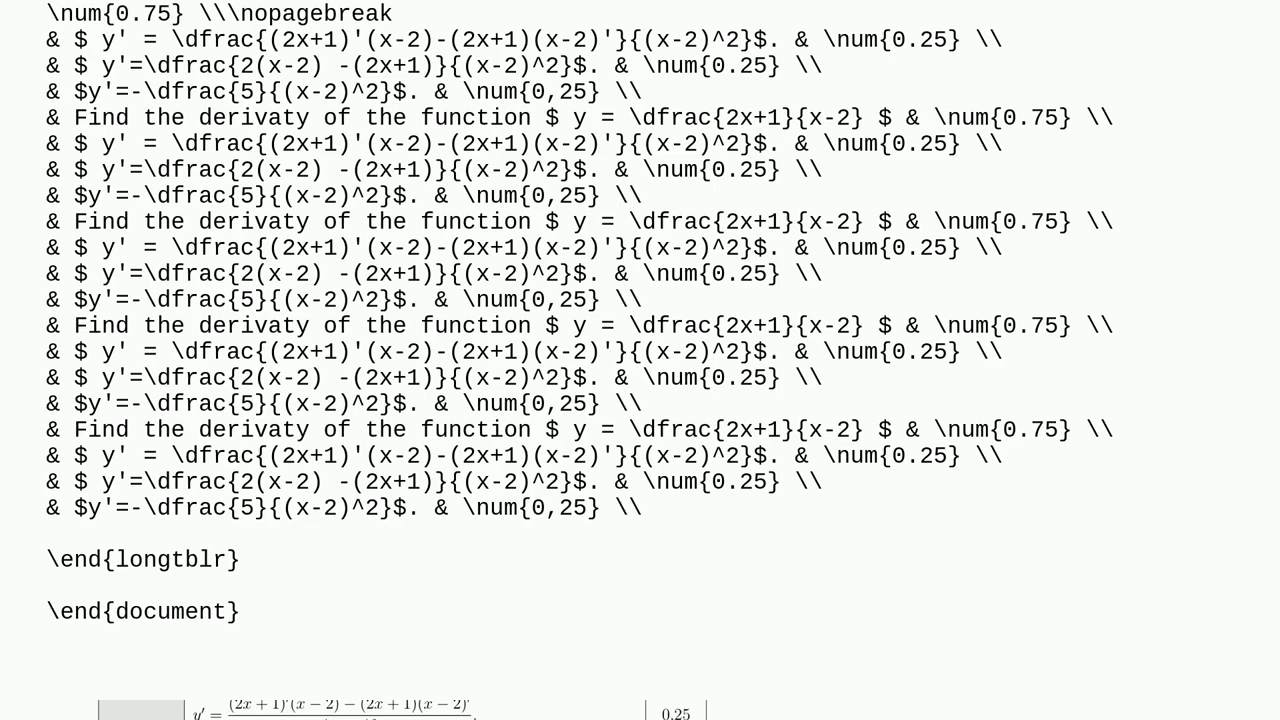 \num{0.75} \\\nopagebreak
& $ y' = \dfrac{(2x+1)'(x-2)-(2x+1)(x-2)'}{(x-2)^2}$. & \num{0.25} \\
& $ y'=\dfrac{2(x-2) -(2x+1)}{(x-2)^2}$. & \num{0.25} \\
& $y'=-\dfrac{5}{(x-2)^2}$. & \num{0,25} \\
& Find the derivaty of the function $ y = \dfrac{2x+1}{x-2} $ & \num{0.75} \\
& $ y' = \dfrac{(2x+1)'(x-2)-(2x+1)(x-2)'}{(x-2)^2}$. & \num{0.25} \\
& $ y'=\dfrac{2(x-2) -(2x+1)}{(x-2)^2}$. & \num{0.25} \\
& $y'=-\dfrac{5}{(x-2)^2}$. & \num{0,25} \\
& Find the derivaty of the function $ y = \dfrac{2x+1}{x-2} $ & \num{0.75} \\
& $ y' = \dfrac{(2x+1)'(x-2)-(2x+1)(x-2)'}{(x-2)^2}$. & \num{0.25} \\
& $ y'=\dfrac{2(x-2) -(2x+1)}{(x-2)^2}$. & \num{0.25} \\
& $y'=-\dfrac{5}{(x-2)^2}$. & \num{0,25} \\
& Find the derivaty of the function $ y = \dfrac{2x+1}{x-2} $ & \num{0.75} \\
& $ y' = \dfrac{(2x+1)'(x-2)-(2x+1)(x-2)'}{(x-2)^2}$. & \num{0.25} \\
& $ y'=\dfrac{2(x-2) -(2x+1)}{(x-2)^2}$. & \num{0.25} \\
& $y'=-\dfrac{5}{(x-2)^2}$. & \num{0,25} \\
& Find the derivaty of the function $ y = \dfrac{2x+1}{x-2} $ & \num{0.75} \\
& $ y' = \dfrac{(2x+1)'(x-2)-(2x+1)(x-2)'}{(x-2)^2}$. & \num{0.25} \\
& $ y'=\dfrac{2(x-2) -(2x+1)}{(x-2)^2}$. & \num{0.25} \\
& $y'=-\dfrac{5}{(x-2)^2}$. & \num{0,25} \\
\end{longtblr}
\end{document}
(2x + 1)′(x − 2) − (2x + 1)(x − 2)′
y′ = . 0.25